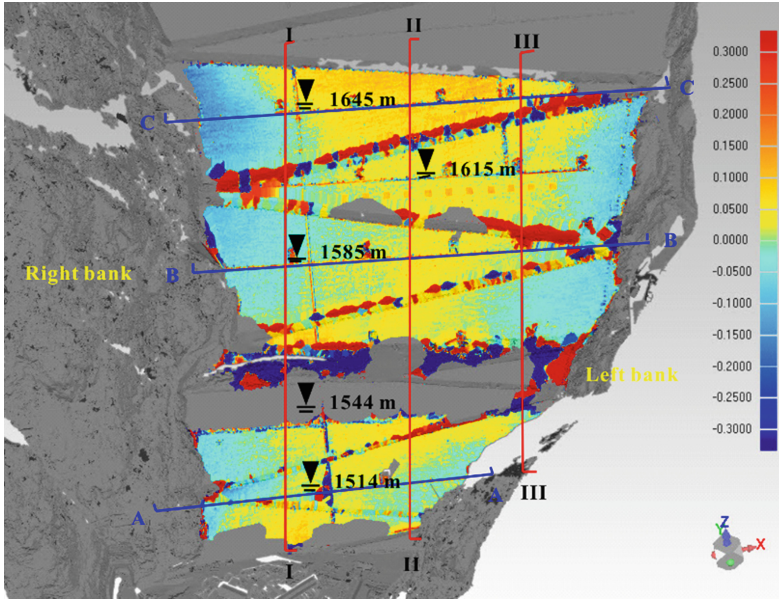 I
II
III
0.3000
0.2500
0.2000
0.1500
0.1000
0.0500
0.0000
-0.0500
-0.1000
-0.1500
-0.2000
-0.2500
-0.3000
C
C
1645 m
1615 m
B
B
1585 m
Right bank
Left bank
1544 m
1514 m
A
A
III
I
II
Z
Y
X